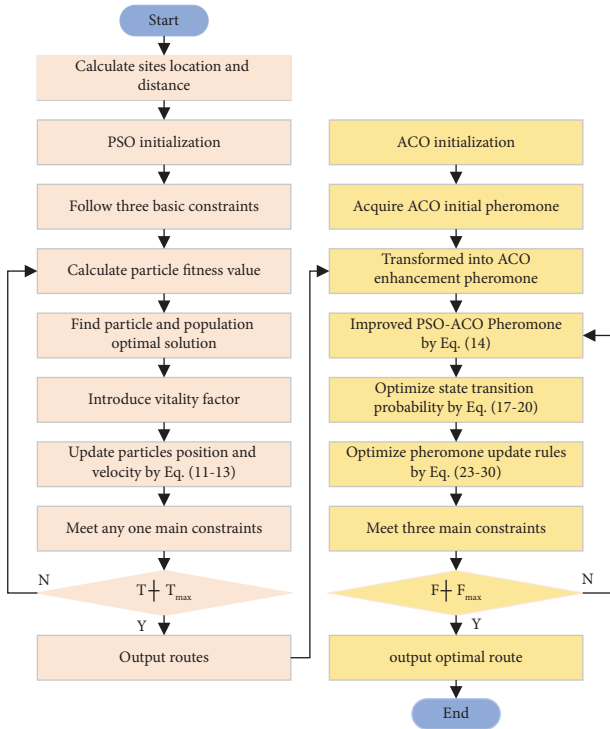 Start
Calculate sites location and
distance
PSO initialization
Follow three basic constraints
Calculate particle fitness value
Find particle and population
optimal solution
Introduce vitality factor
Update particles position and
velocity by Eq. (11-13)
Meet any one main constraints
N
T┼ Tmax
Y
Output routes
ACO initialization
Acquire ACO initial pheromone
Transformed into ACO
enhancement pheromone
Improved PSO-ACO Pheromone
by Eq. (14)
Optimize state transition
probability by Eq. (17-20)
Optimize pheromone update rules
by Eq. (23-30)
Meet three main constraints
F┼ Fmax
N
Y
output optimal route
End